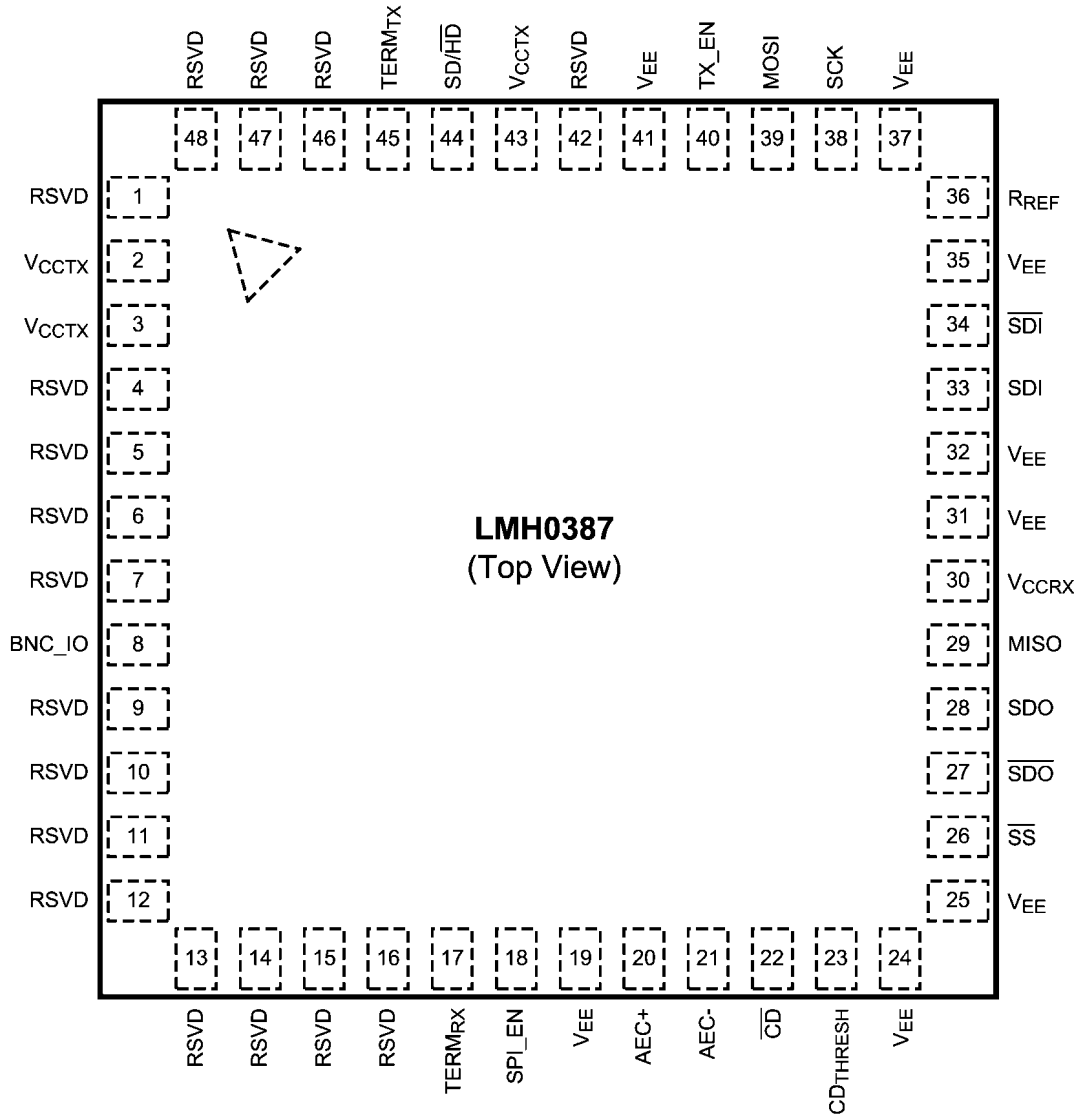 RSVD RSVD RSVD TERMTX SD/H̅D̅ VCCTX RSVD VEE TX_EN MOSI SCK VEE
48 47 46 45 44 43 42 41 40 39 38 37
RSVD 1 36 RREF
VCCTX 2 35 VEE
VCCTX 3 34 S̅D̅I̅
RSVD 4 33 SDI
RSVD 5 32 VEE
RSVD 6 31 VEE
LMH0387
(Top View)
RSVD 7 30 VCCRX
BNC_IO 8 29 MISO
RSVD 9 28 SDO
RSVD 10 27 S̅D̅O̅
RSVD 11 26 S̅S̅
RSVD 12 25 VEE
13 14 15 16 17 18 19 20 21 22 23 24
RSVD RSVD RSVD RSVD TERMRX SPI_EN VEE AEC+ AEC- C̅D̅ CDTHRESH VEE